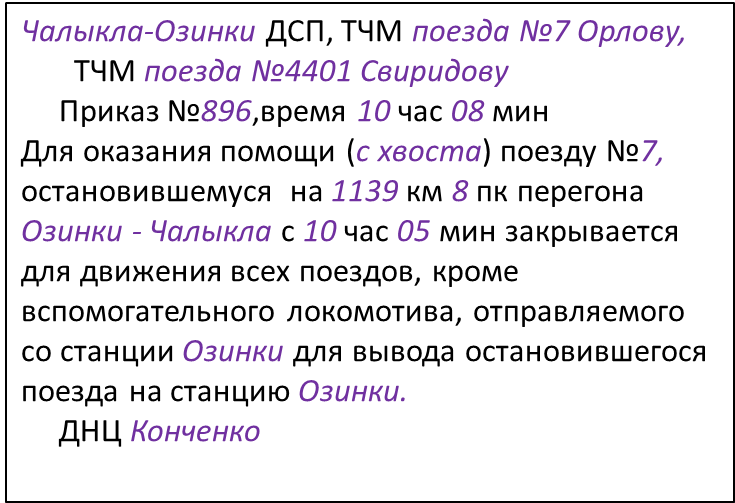 Чалыкла-Озинки ДСП, ТЧМ поезда №7 Орлову,
ТЧМ поезда №4401 Свиридову
Приказ №896,время 10 час 08 мин
Для оказания помощи (с хвоста) поезду №7,
остановившемуся на 1139 км 8 пк перегона
Озинки - Чалыкла с 10 час 05 мин закрывается
для движения всех поездов, кроме
вспомогательного локомотива, отправляемого
со станции Озинки для вывода остановившегося
поезда на станцию Озинки.
ДНЦ Конченко